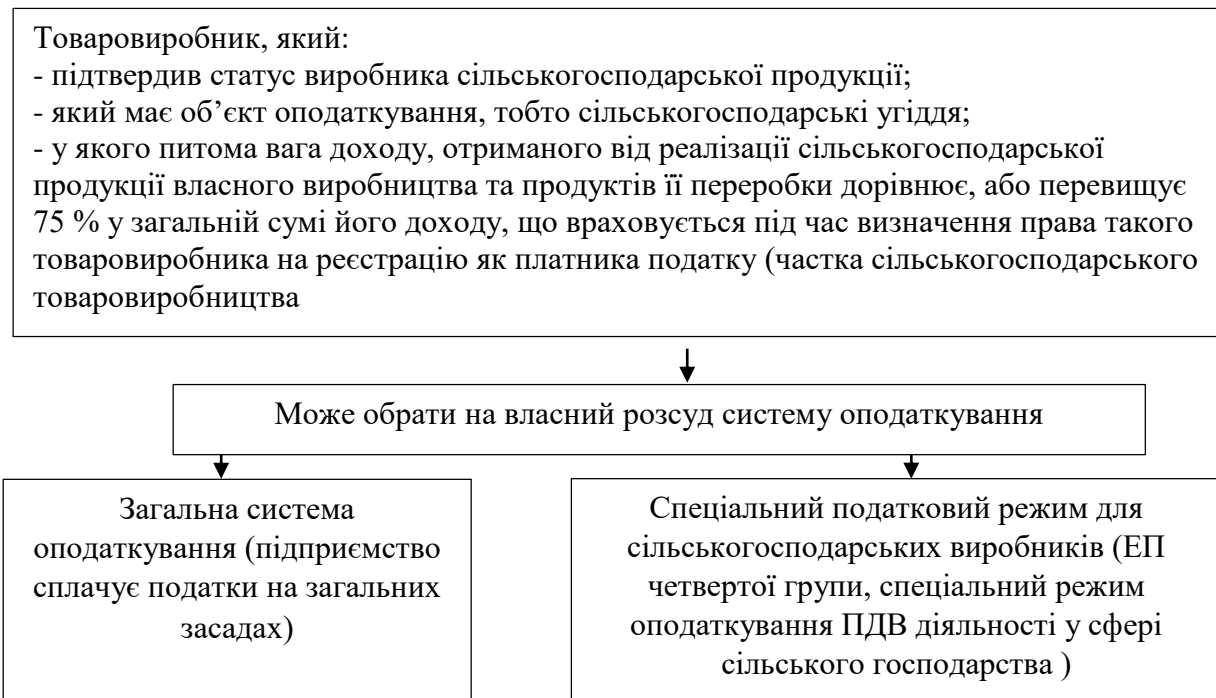 Товаровиробник, який:
- підтвердив статус виробника сільськогосподарської продукції;
- який має об’єкт оподаткування, тобто сільськогосподарські угіддя;
- у якого питома вага доходу, отриманого від реалізації сільськогосподарської
продукції власного виробництва та продуктів її переробки дорівнює, або перевищує
75 % у загальній сумі його доходу, що враховується під час визначення права такого
товаровиробника на реєстрацію як платника податку (частка сільськогосподарського
товаровиробництва
Може обрати на власний розсуд систему оподаткування
Загальна система
оподаткування (підприємство
сплачує податки на загальних
засадах)
Спеціальний податковий режим для
сільськогосподарських виробників (ЕП
четвертої групи, спеціальний режим
оподаткування ПДВ діяльності у сфері
сільського господарства )